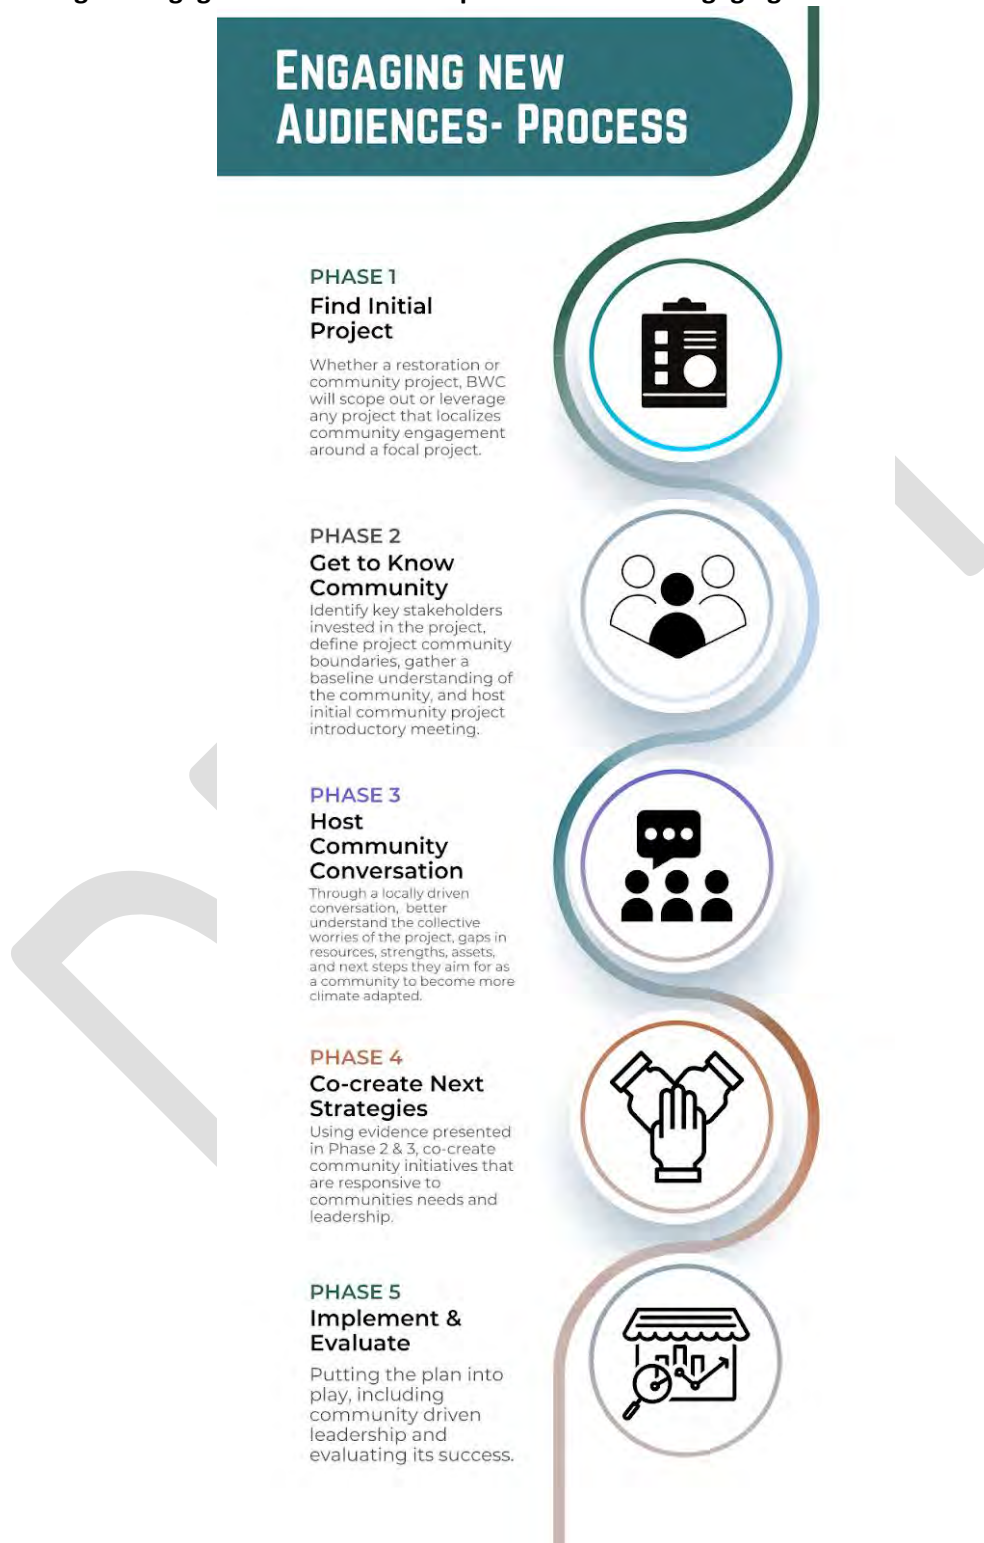 ENGAGING NEW
AUDIENCES- PROCESS
PHASE 1
Find Initial
Project
Whether a restoration or
community project, BWC
will scope out or leverage
any project that localizes
community engagement
around a focal project.
PHASE 2
Get to Know
Community
Identify key stakeholders
invested in the project,
define project community
boundaries, gather a
baseline understanding of
the community, and host
initial community project
introductory meeting.
PHASE 3
Host
Community
Conversation
Through a locally driven
conversation, better
understand the collective
worries of the project, gaps in
resources, strengths, assets,
and next steps they aim for as
a community to become more
climate adapted.
PHASE 4
Co-create Next
Strategies
Using evidence presented
in Phase 2 & 3, co-create
community initiatives that
are responsive to
communities needs and
leadership.
PHASE 5
Implement &
Evaluate
Putting the plan into
play, including
community driven
leadership and
evaluating its success.